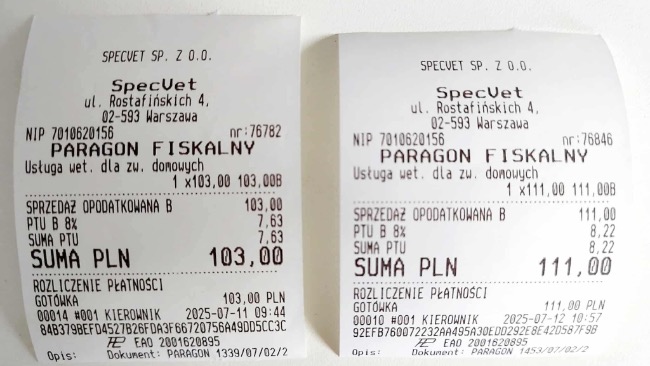 SPECVET SP. Z O.O.
SpecVet
ul. Rostafińskich 4,
02-593 Warszawa
NIP 7010620156 nr:76782
PARAGON FISKALNY
Usługa wet. dla zw. domowych
1 x103,00 103,00B
SPRZEDAŻ OPODATKOWANA B 103,00
PTU B 8% 7,63
SUMA PTU 7,63
SUMA PLN 103,00
ROZLICZENIE PŁATNOŚCI
GOTÓWKA 103,00 PLN
00014 #001 KIEROWNIK 2025-07-11 09:44
84B379BEFD4527B26FDA3F66720756A49DD5CC3C
EAO 2001620895
Opis: Dokument: PARAGON 1339/07/02/2
SPECVET SP. Z O.O.
SpecVet
ul. Rostafińskich 4,
02-593 Warszawa
NIP 7010620156 nr:76846
PARAGON FISKALNY
Usługa wet. dla zw. domowych
1 x111,00 111,00B
SPRZEDAŻ OPODATKOWANA B 111,00
PTU B 8% 8,22
SUMA PTU 8,22
SUMA PLN 111,00
ROZLICZENIE PŁATNOŚCI
GOTÓWKA 111,00 PLN
00010 #001 KIEROWNIK 2025-07-12 10:57
92EFB760072232AA495A30EDD292E8E42D587F9B
EAO 2001620895
Opis: Dokument: PARAGON 1453/07/02/2